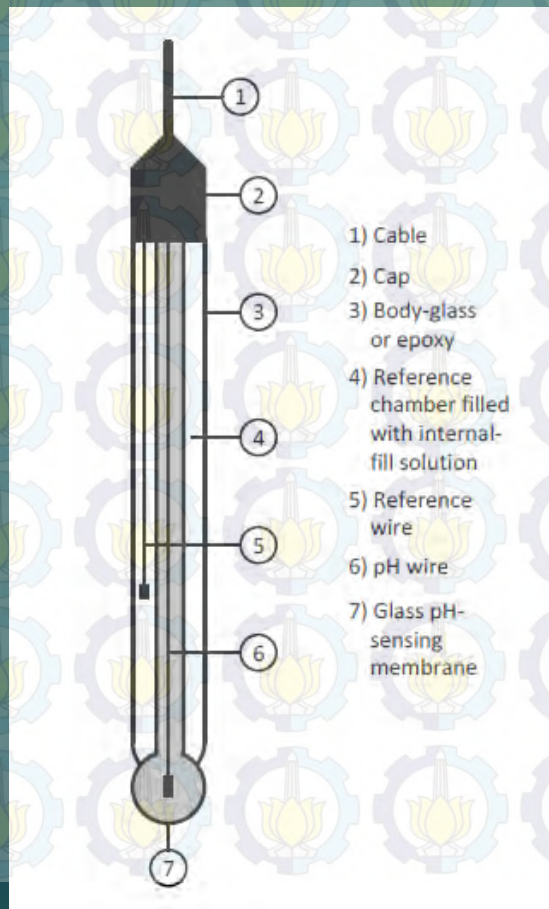 1
2
3
4
5
6
7
1) Cable
2) Cap
3) Body-glass
or epoxy
4) Reference
chamber filled
with internal-
fill solution
5) Reference
wire
6) pH wire
7) Glass pH-
sensing
membrane